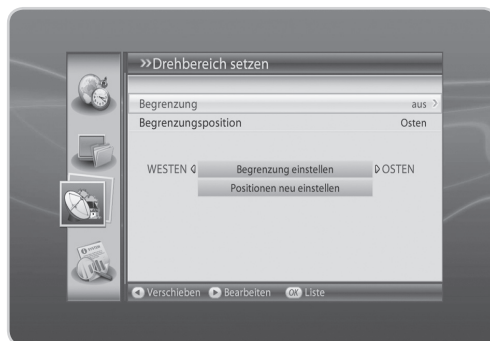 >>Drehbereich setzen
Begrenzung aus >
Begrenzungsposition Osten
WESTEN Begrenzung einstellen OSTEN
Positionen neu einstellen
Verschieben Bearbeiten OK Liste